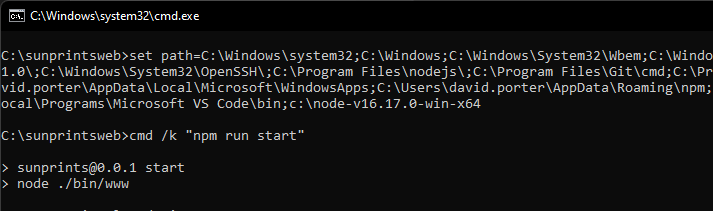 C:\Windows\system32\cmd.exe
C:\sunprintsweb>set path=C:\Windows\system32;C:\Windows;C:\Windows\System32\Wbem;C:\Windo
1.0\;C:\Windows\System32\OpenSSH\;C:\Program Files\nodejs\;C:\Program Files\Git\cmd;C:\Pr
vid.porter\AppData\Local\Microsoft\WindowsApps;C:\Users\david.porter\AppData\Roaming\npm;
ocal\Programs\Microsoft VS Code\bin;c:\node-v16.17.0-win-x64
C:\sunprintsweb>cmd /k "npm run start"
> sunprints@0.0.1 start
> node ./bin/www